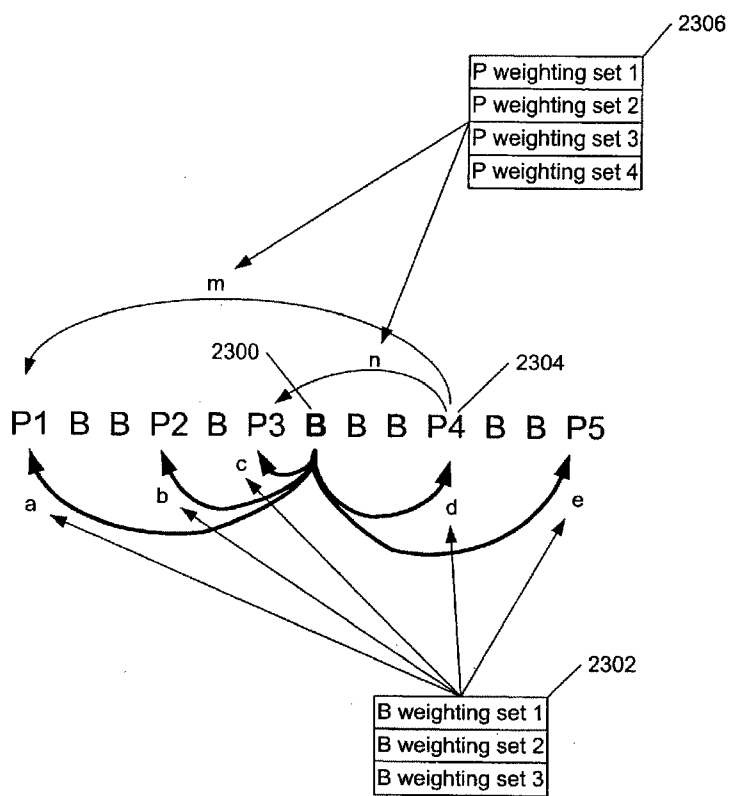 2306
P weighting set 1
P weighting set 2
P weighting set 3
P weighting set 4
m
2300
n
2304
P1 B B P2 B P3 B B B P4 B B P5
a
b
c
d
e
2302
B weighting set 1
B weighting set 2
B weighting set 3